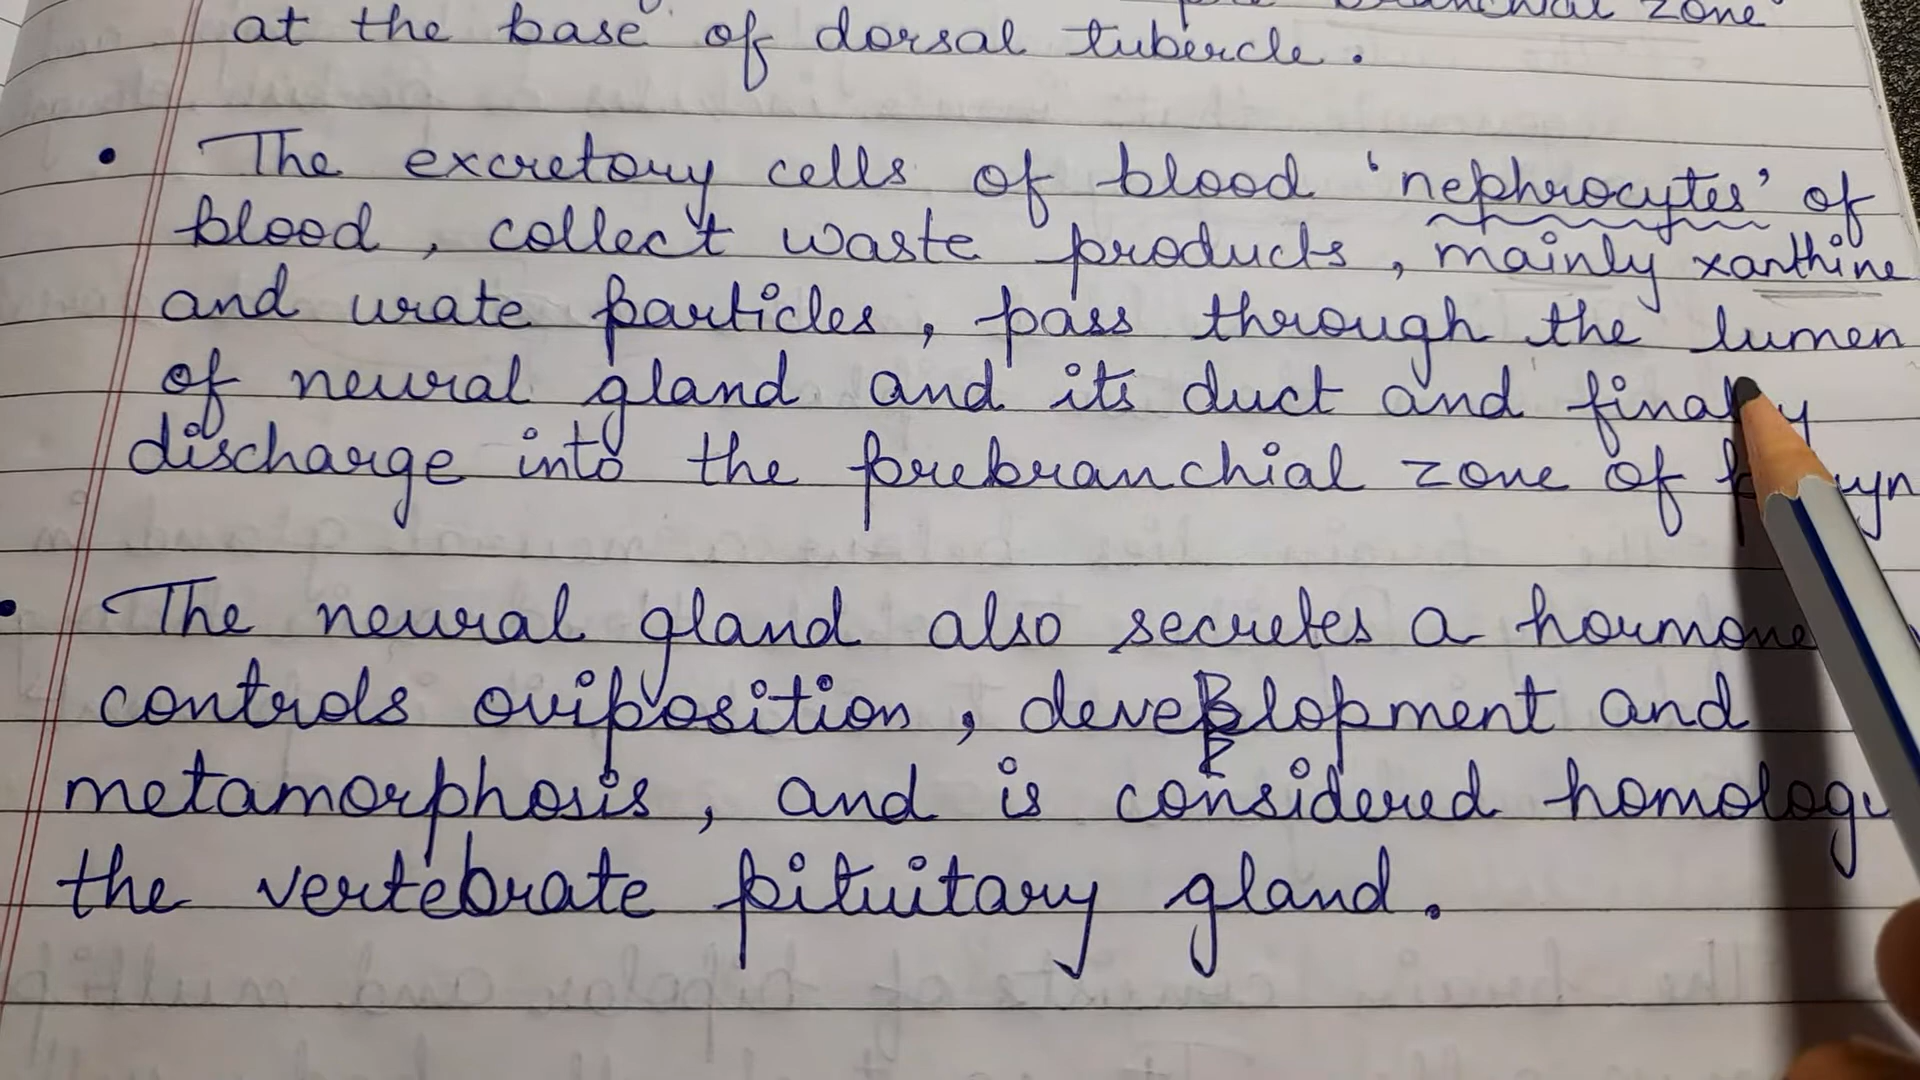 zone
at the base of dorsal tubercle.
• The excretory cells of blood 'nephrocytes' of
blood, collect waste products, mainly xanthine
and urate particles, pass through the lumen
of neural gland and its duct and finally
discharge into the prebranchial zone of
• The neural gland also secretes a hormone
controls oviposition, development and
metamorphosis, and is considered
the vertebrate pituitary gland.